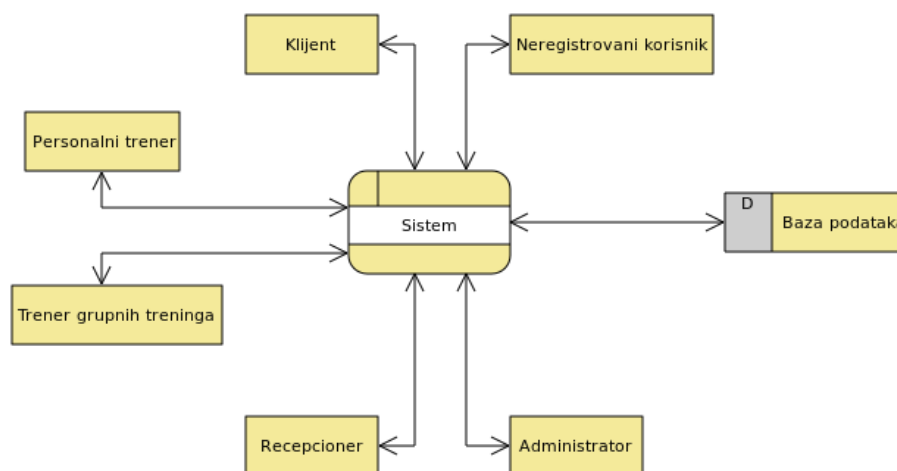 Klijent
Neregistrovani korisnik
Personalni trener
Sistem
D
Baza podataka
Trener grupnih treninga
Recepcioner
Administrator